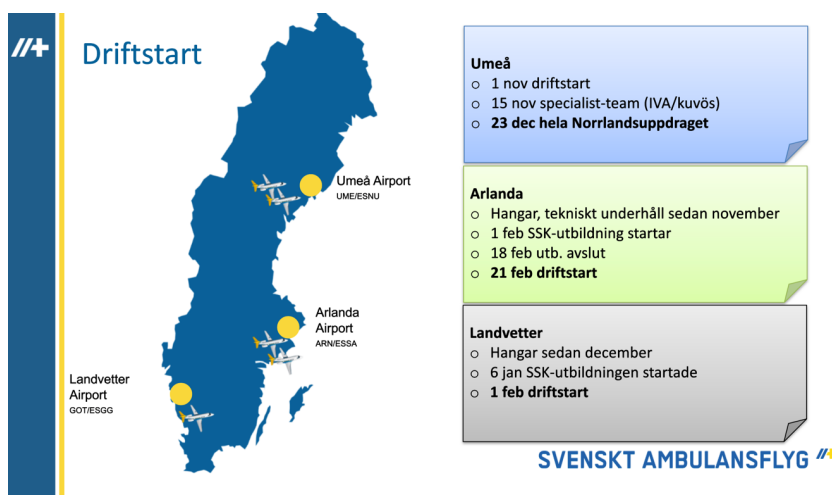 Driftstart
Umeå Airport
UME/ESNU
Arlanda
Airport
ARN/ESSA
Landvetter
Airport
GOT/ESGG
Umeå
o 1 nov driftstart
o 15 nov specialist-team (IVA/kuvös)
o 23 dec hela Norrlandsuppdraget
Arlanda
o Hangar, tekniskt underhåll sedan november
o 1 feb SSK-utbildning startar
o 18 feb utb. avslut
o 21 feb driftstart
Landvetter
o Hangar sedan december
o 6 jan SSK-utbildningen startade
o 1 feb driftstart
SVENSKT AMBULANSFLYG